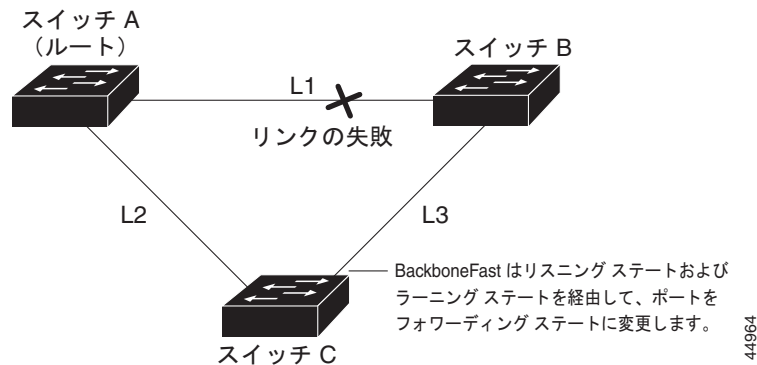 スイッチ A
（ルート）
スイッチ B
L1
リンクの失敗
L2
L3
BackboneFast はリスニング ステートおよび
ラーニング ステートを経由して、ポートを
フォワーディング ステートに変更します。
スイッチ C
44964